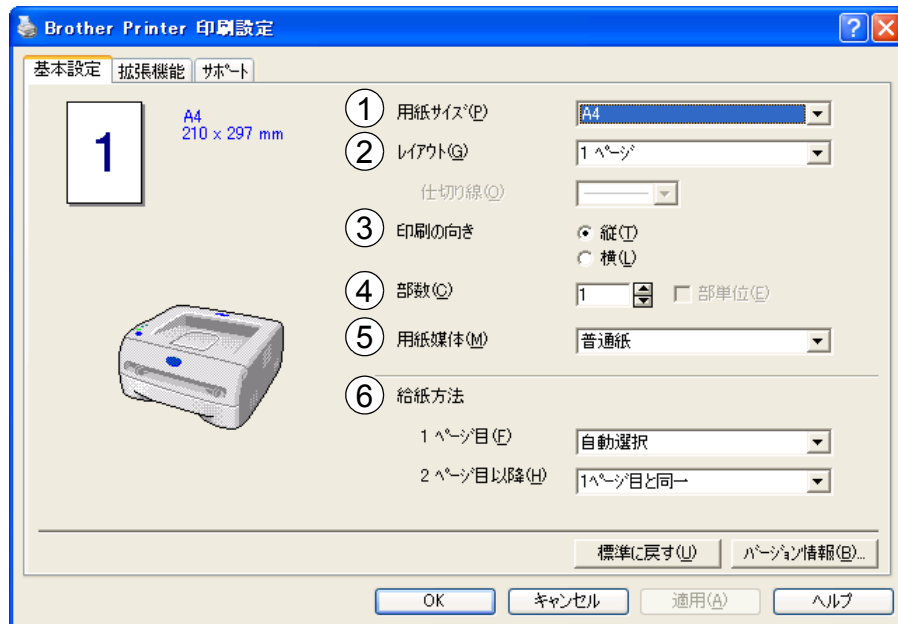 Brother Printer 印刷設定
基本設定 拡張機能 サポート
1
A4
210 x 297 mm
① 用紙サイズ(P) A4
② レイアウト(G) 1 ページ
仕切り線(O)
③ 印刷の向き 縦(T)
横(L)
④ 部数(C) 1 部単位(E)
⑤ 用紙媒体(M) 普通紙
⑥ 給紙方法
1 ページ目(F) 自動選択
2 ページ目以降(H) 1ページ目と同一
標準に戻す(U) バージョン情報(B)...
OK キャンセル 適用(A) ヘルプ